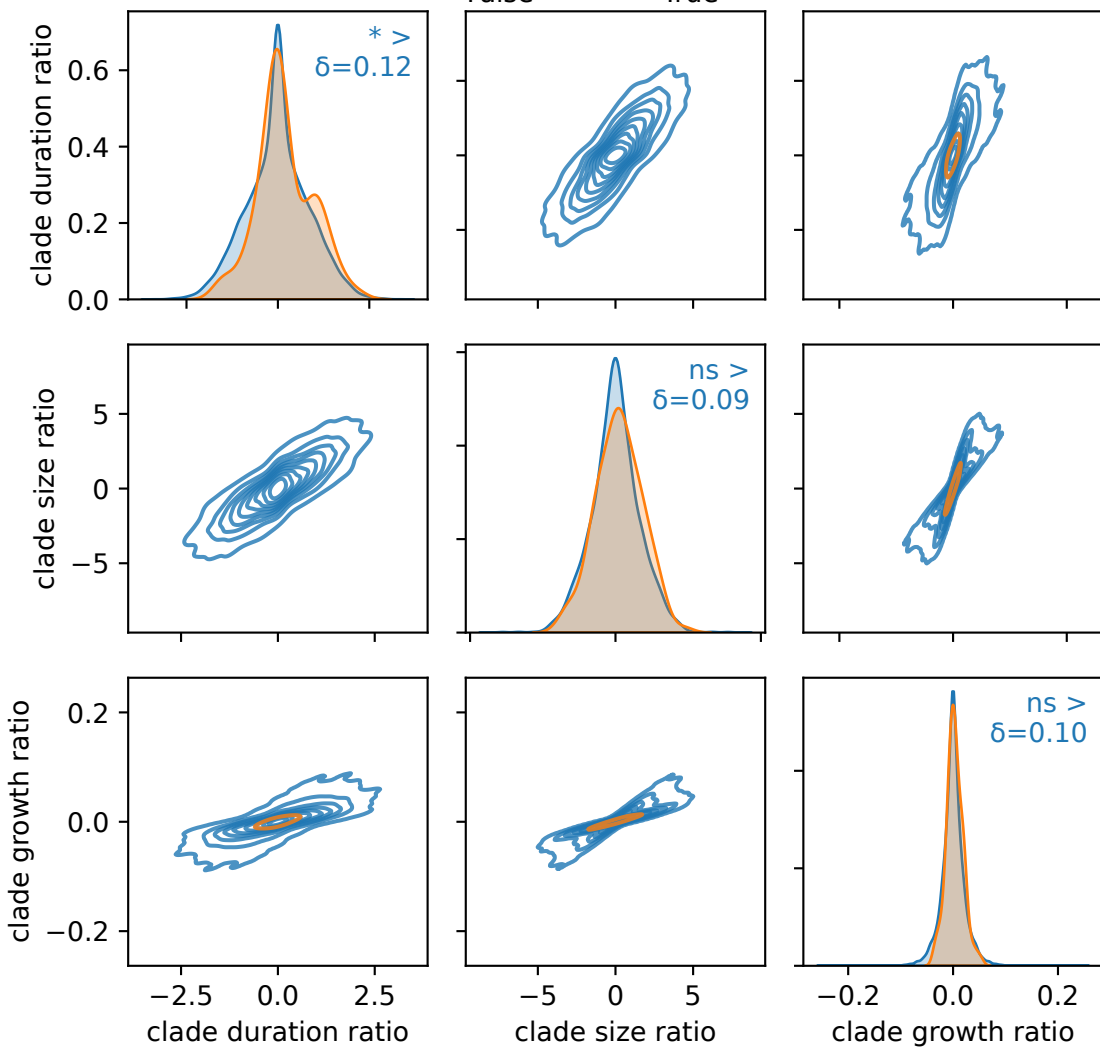 clade duration ratio
0.6
0.4
0.2
0.0
* >
δ=0.12
clade size ratio
5
0
−5
ns >
δ=0.09
clade growth ratio
0.2
0.0
−0.2
ns >
δ=0.10
−2.5 0.0 2.5
−5 0 5
−0.2 0.0 0.2
clade duration ratio
clade size ratio
clade growth ratio